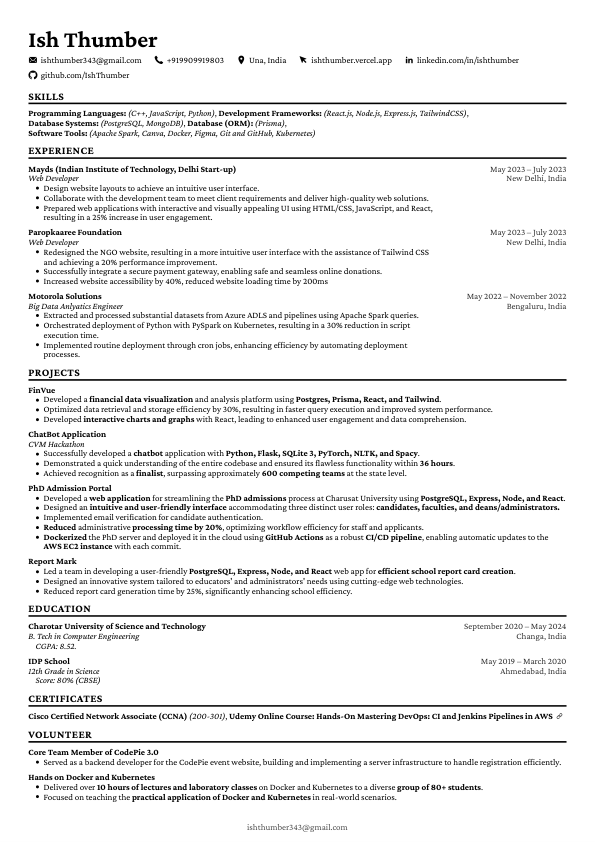 Ish Thumber
ishthumber343@gmail.com +919909919803 Una, India ishthumber.vercel.app linkedin.com/in/ishthumber
github.com/IshThumber
SKILLS
Programming Languages: (C++, JavaScript, Python), Development Frameworks: (React.js, Node.js, Express.js, TailwindCSS),
Database Systems: (PostgreSQL, MongoDB), Database (ORM): (Prisma),
Software Tools: (Apache Spark, Canva, Docker, Figma, Git and GitHub, Kubernetes)
EXPERIENCE
Mayds (Indian Institute of Technology, Delhi Start-up) May 2023 – July 2023
Web Developer New Delhi, India
• Design website layouts to achieve an intuitive user interface.
• Collaborate with the development team to meet client requirements and deliver high-quality web solutions.
• Prepared web applications with interactive and visually appealing UI using HTML/CSS, JavaScript, and React,
resulting in a 25% increase in user engagement.
Paropkaaree Foundation May 2023 – July 2023
Web Developer New Delhi, India
• Redesigned the NGO website, resulting in a more intuitive user interface with the assistance of Tailwind CSS
and achieving a 20% performance improvement.
• Successfully integrate a secure payment gateway, enabling safe and seamless online donations.
• Increased website accessibility by 40%, reduced website loading time by 200ms
Motorola Solutions May 2022 – November 2022
Big Data Anlyatics Engineer Bengaluru, India
• Extracted and processed substantial datasets from Azure ADLS and pipelines using Apache Spark queries.
• Orchestrated deployment of Python with PySpark on Kubernetes, resulting in a 30% reduction in script
execution time.
• Implemented routine deployment through cron jobs, enhancing efficiency by automating deployment
processes.
PROJECTS
FinVue
• Developed a financial data visualization and analysis platform using Postgres, Prisma, React, and Tailwind.
• Optimized data retrieval and storage efficiency by 30%, resulting in faster query execution and improved system performance.
• Developed interactive charts and graphs with React, leading to enhanced user engagement and data comprehension.
ChatBot Application
CVM Hackathon
• Successfully developed a chatbot application with Python, Flask, SQLite 3, PyTorch, NLTK, and Spacy.
• Demonstrated a quick understanding of the entire codebase and ensured its flawless functionality within 36 hours.
• Achieved recognition as a finalist, surpassing approximately 600 competing teams at the state level.
PhD Admission Portal
• Developed a web application for streamlining the PhD admissions process at Charusat University using PostgreSQL, Express, Node, and React.
• Designed an intuitive and user-friendly interface accommodating three distinct user roles: candidates, faculties, and deans/administrators.
• Implemented email verification for candidate authentication.
• Reduced administrative processing time by 20%, optimizing workflow efficiency for staff and applicants.
• Dockerized the PhD server and deployed it in the cloud using GitHub Actions as a robust CI/CD pipeline, enabling automatic updates to the
AWS EC2 instance with each commit.
Report Mark
• Led a team in developing a user-friendly PostgreSQL, Express, Node, and React web app for efficient school report card creation.
• Designed an innovative system tailored to educators' and administrators' needs using cutting-edge web technologies.
• Reduced report card generation time by 25%, significantly enhancing school efficiency.
EDUCATION
Charotar University of Science and Technology September 2020 – May 2024
B. Tech in Computer Engineering Changa, India
CGPA: 8.52.
IDP School May 2019 – March 2020
12th Grade in Science Ahmedabad, India
Score: 80% (CBSE)
CERTIFICATES
Cisco Certified Network Associate (CCNA) (200-301), Udemy Online Course: Hands-On Mastering DevOps: CI and Jenkins Pipelines in AWS
VOLUNTEER
Core Team Member of CodePie 3.0
• Served as a backend developer for the CodePie event website, building and implementing a server infrastructure to handle registration efficiently.
Hands on Docker and Kubernetes
• Delivered over 10 hours of lectures and laboratory classes on Docker and Kubernetes to a diverse group of 80+ students.
• Focused on teaching the practical application of Docker and Kubernetes in real-world scenarios.
ishthumber343@gmail.com